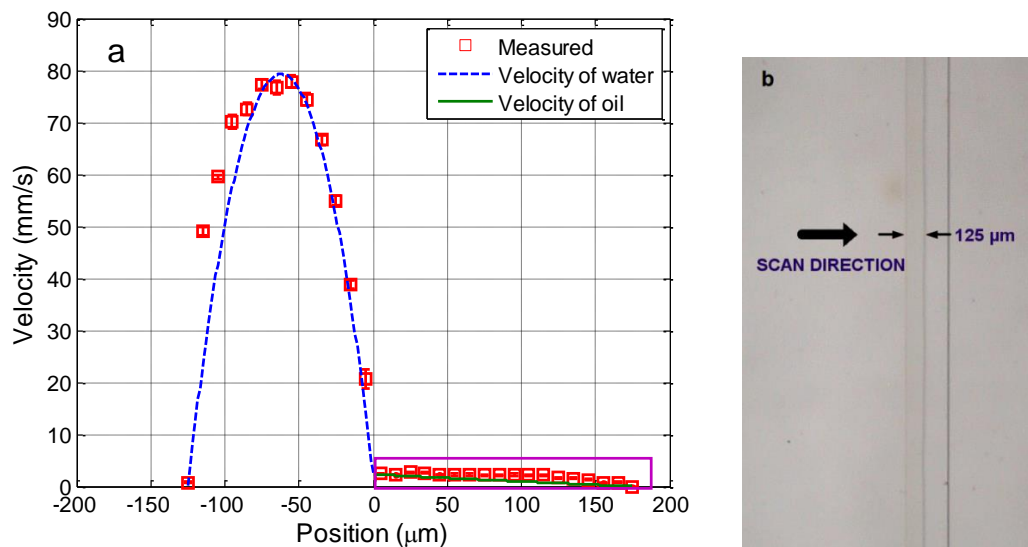 a
Measured
Velocity of water
Velocity of oil
90
80
70
60
50
40
30
20
10
0
-200 -150 -100 -50 0 50 100 150 200
Velocity (mm/s)
Position (μm)
b
125 μm
SCAN DIRECTION